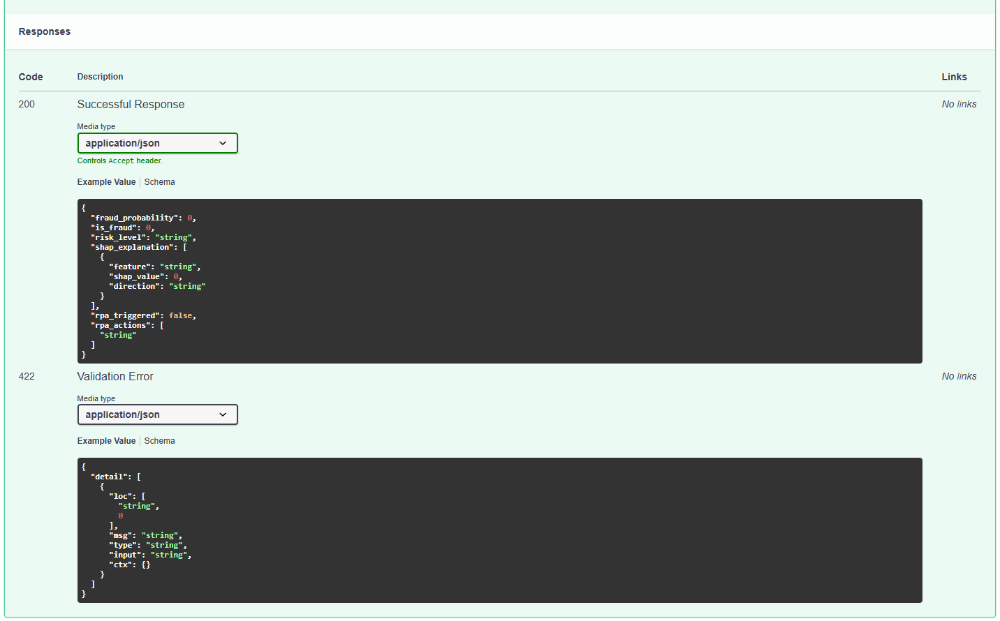 Responses
Code Description Links
200 Successful Response No links
Media type
application/json
Controls Accept header.
Example Value Schema
{
  "fraud_probability": 0,
  "is_fraud": 0,
  "risk_level": "string",
  "shap_explanation": [
    {
      "feature": "string",
      "shap_value": 0,
      "direction": "string"
    }
  ],
  "rpa_triggered": false,
  "rpa_actions": [
    "string"
  ]
}
422 Validation Error No links
Media type
application/json
Example Value Schema
{
  "detail": [
    {
      "loc": [
        "string",
        0
      ],
      "msg": "string",
      "type": "string",
      "input": "string",
      "ctx": {}
    }
  ]
}